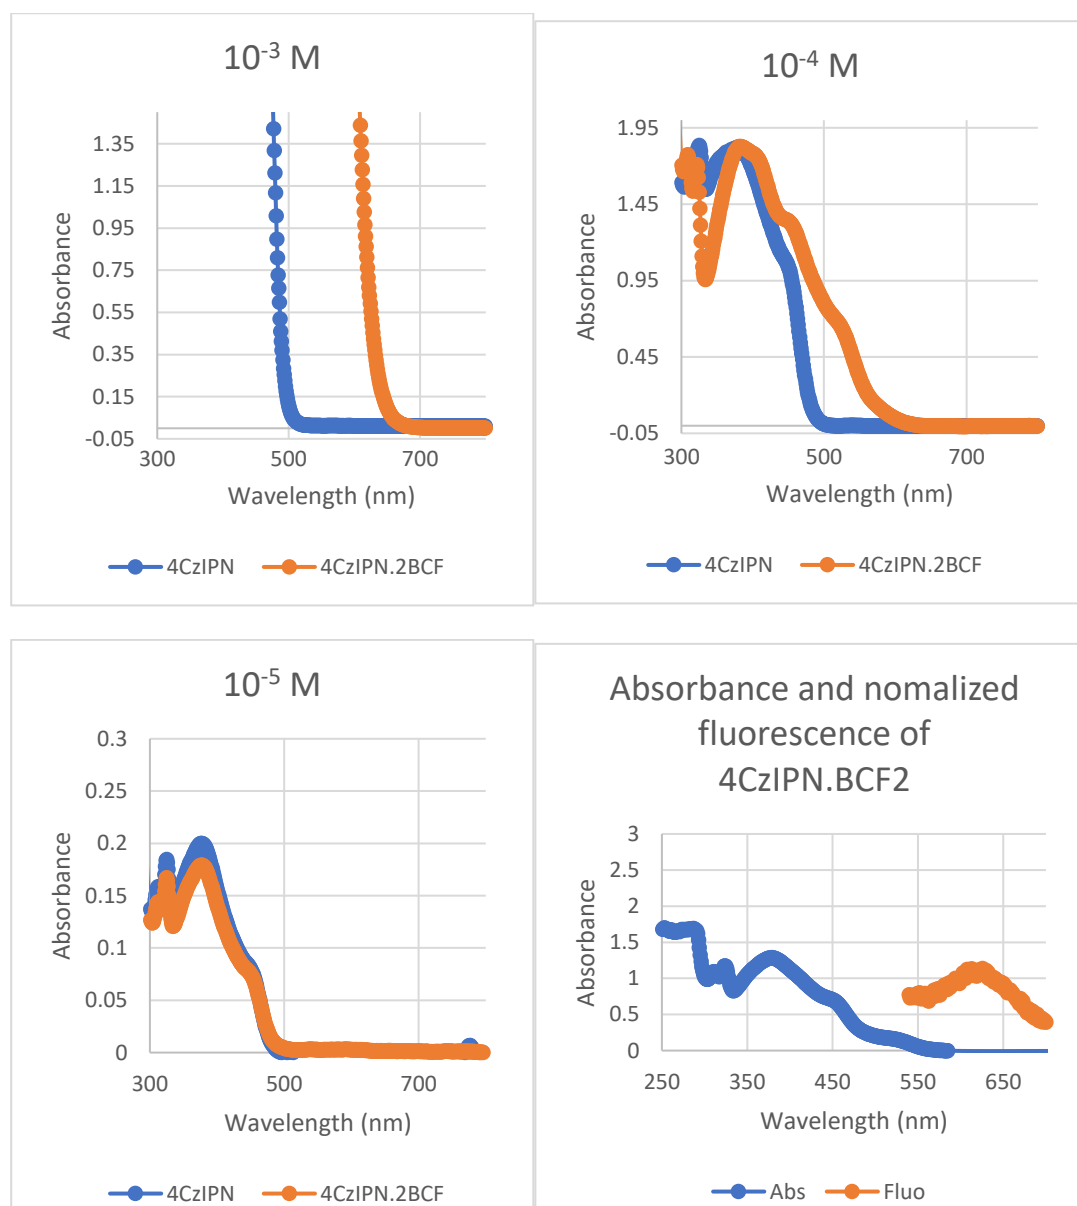 10⁻³ M
1.35
1.15
0.95
0.75
0.55
0.35
0.15
-0.05
Absorbance
300 500 700
Wavelength (nm)
4CzIPN 4CzIPN.2BCF
10⁻⁴ M
1.95
1.45
0.95
0.45
-0.05
Absorbance
300 500 700
Wavelength (nm)
4CzIPN 4CzIPN.2BCF
10⁻⁵ M
0.3
0.25
0.2
0.15
0.1
0.05
0
Absorbance
300 500 700
Wavelength (nm)
4CzIPN 4CzIPN.2BCF
Absorbance and nomalized
fluorescence of
4CzIPN.BCF2
3
2.5
2
1.5
1
0.5
0
Absorbance
250 350 450 550 650
Wavelength (nm)
Abs Fluo